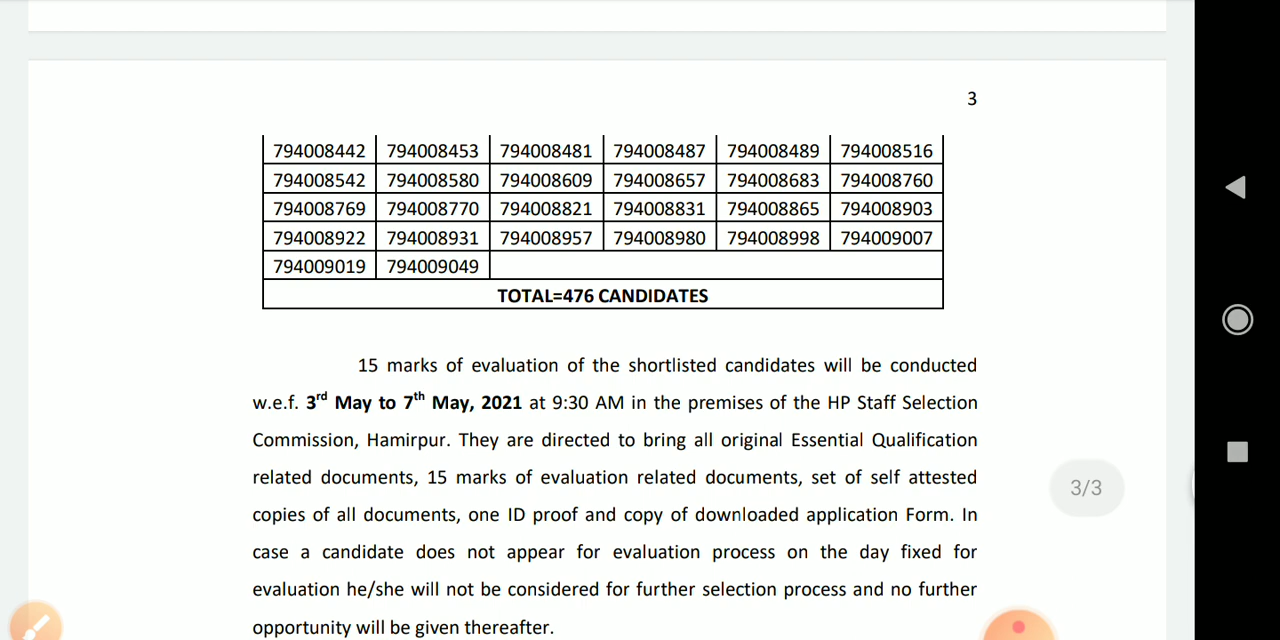 3
794008442 794008453 794008481 794008487 794008489 794008516
794008542 794008580 794008609 794008657 794008683 794008760
794008769 794008770 794008821 794008831 794008865 794008903
794008922 794008931 794008957 794008980 794008998 794009007
794009019 794009049
TOTAL=476 CANDIDATES
15 marks of evaluation of the shortlisted candidates will be conducted
w.e.f. 3rd May to 7th May, 2021 at 9:30 AM in the premises of the HP Staff Selection
Commission, Hamirpur. They are directed to bring all original Essential Qualification
related documents, 15 marks of evaluation related documents, set of self attested
copies of all documents, one ID proof and copy of downloaded application Form. In
case a candidate does not appear for evaluation process on the day fixed for
evaluation he/she will not be considered for further selection process and no further
opportunity will be given thereafter.
3/3